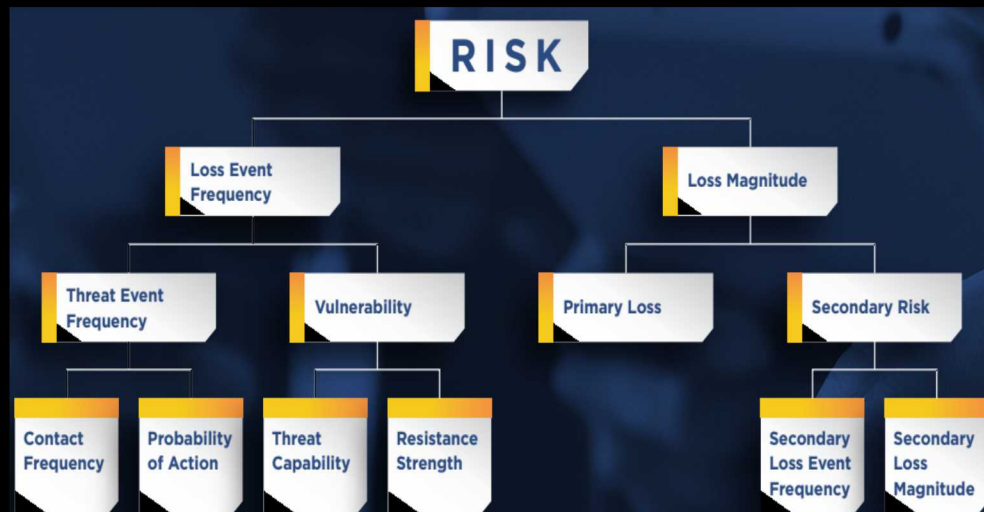 RISK
Loss Event
Frequency
Loss Magnitude
Threat Event
Frequency
Vulnerability
Primary Loss
Secondary Risk
Contact
Frequency
Probability
of Action
Threat
Capability
Resistance
Strength
Secondary
Loss Event
Frequency
Secondary
Loss
Magnitude